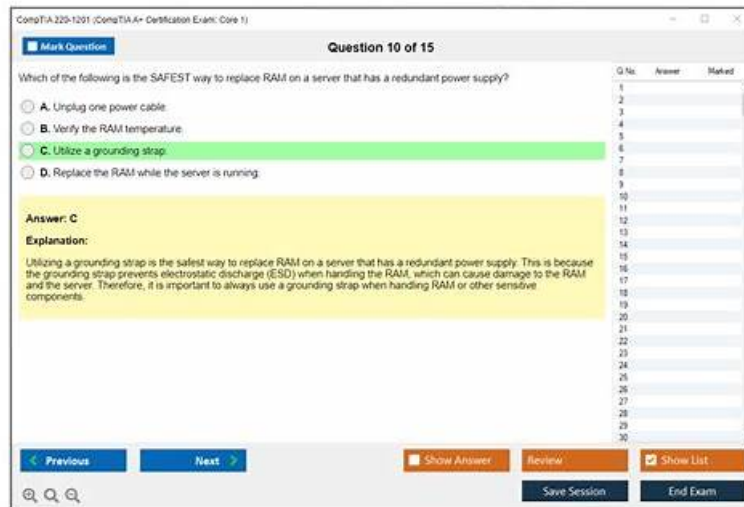 CompTIA 220-1201 (CompTIA A+ Certification Exam: Core 1)
Mark Question
Question 10 of 15
Which of the following is the SAFEST way to replace RAM on a server that has a redundant power supply?
A. Unplug one power cable.
B. Verify the RAM temperature.
C. Utilize a grounding strap.
D. Replace the RAM while the server is running.
Answer: C
Explanation:
Utilizing a grounding strap is the safest way to replace RAM on a server that has a redundant power supply. This is because
the grounding strap prevents electrostatic discharge (ESD) when handling the RAM, which can cause damage to the RAM
and the server. Therefore, it is important to always use a grounding strap when handling RAM or other sensitive
components.
Q No. Answer Marked
1
2
3
4
5
6
7
8
9
10
11
12
13
14
15
16
17
18
19
20
21
22
23
24
25
26
27
28
29
30
Previous
Next
Show Answer
Review
Show List
Save Session
End Exam